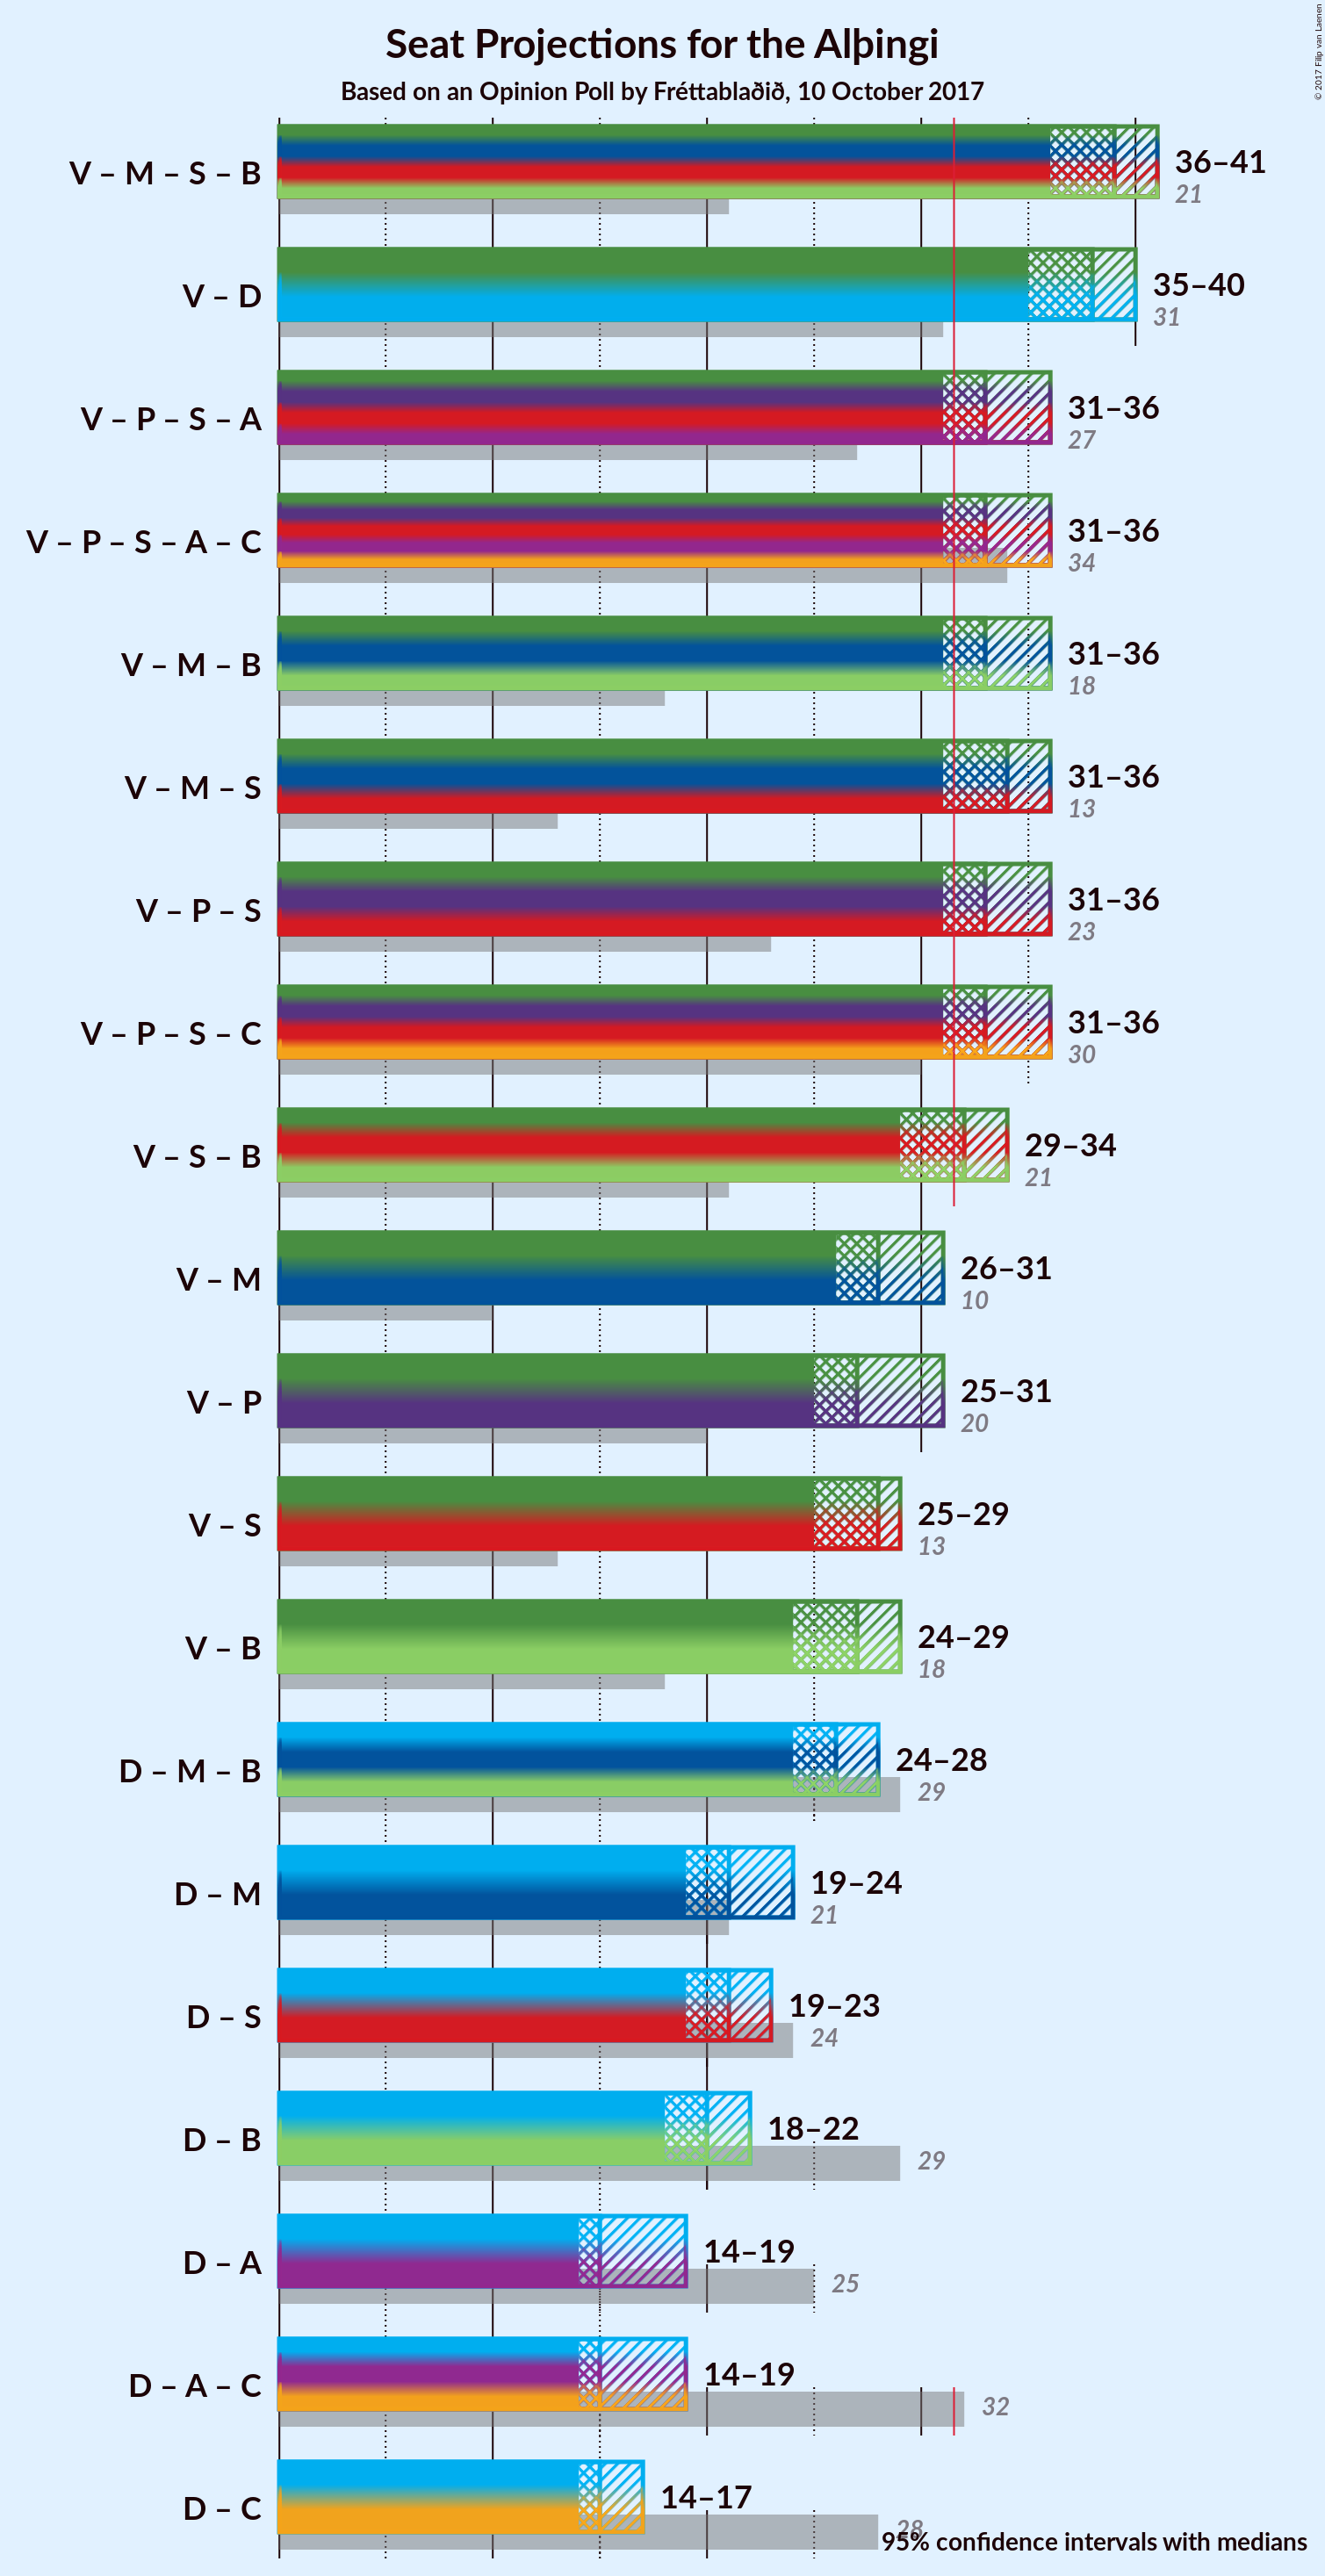 Seat Projections for the Alþingi
Based on an Opinion Poll by Fréttablaðið, 10 October 2017
© 2017 Filip van Laenen
V – M – S – B
36–41
21
V – D
35–40
31
V – P – S – A
31–36
27
V – P – S – A – C
31–36
34
V – M – B
31–36
18
V – M – S
31–36
13
V – P – S
31–36
23
V – P – S – C
31–36
30
V – S – B
29–34
21
V – M
26–31
10
V – P
25–31
20
V – S
25–29
13
V – B
24–29
18
D – M – B
24–28
29
D – M
19–24
21
D – S
19–23
24
D – B
18–22
29
D – A
14–19
25
D – A – C
14–19
32
D – C
14–17
28
95% confidence intervals with medians